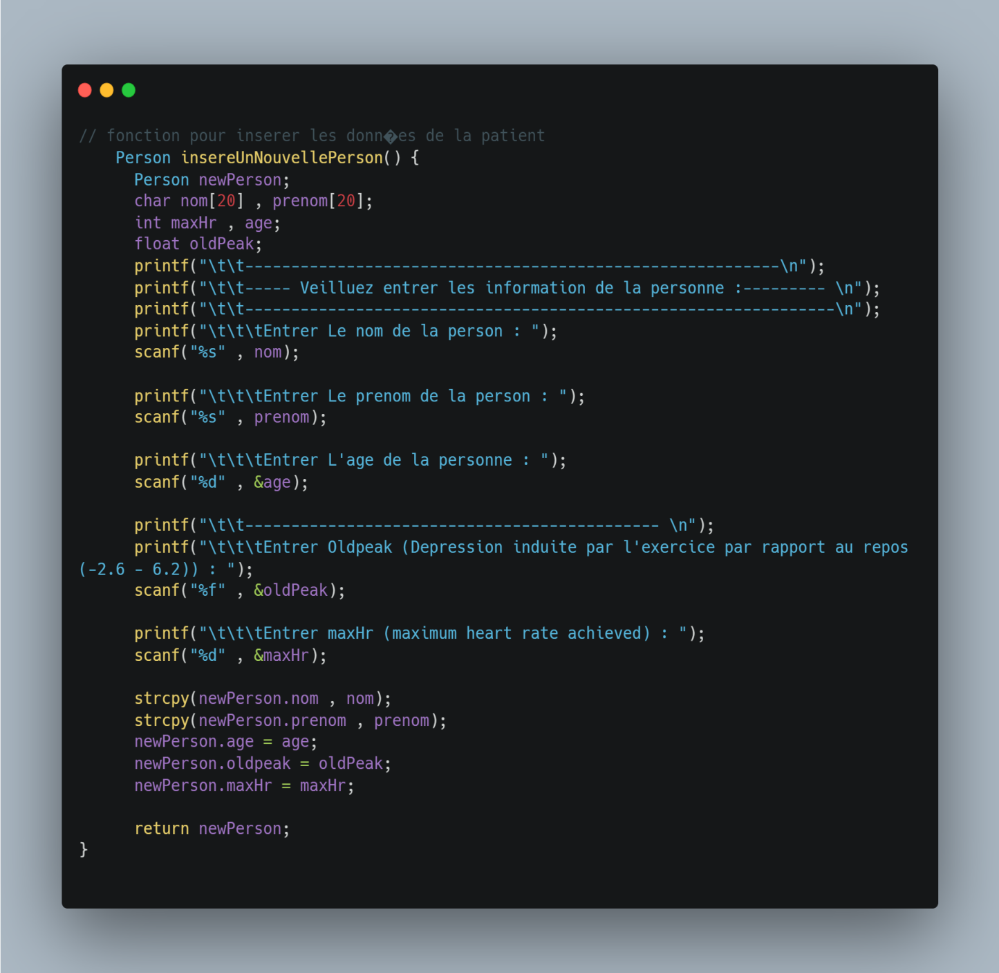 // fonction pour inserer les donn�es de la patient
    Person insereUnNouvellePerson() {
      Person newPerson;
      char nom[20] , prenom[20];
      int maxHr , age;
      float oldPeak;
      printf("\t\t----------------------------------------------------------\n");
      printf("\t\t----- Veilluez entrer les information de la personne :--------- \n");
      printf("\t\t----------------------------------------------------------------\n");
      printf("\t\t\tEntrer Le nom de la person : ");
      scanf("%s" , nom);

      printf("\t\t\tEntrer Le prenom de la person : ");
      scanf("%s" , prenom);

      printf("\t\t\tEntrer L'age de la personne : ");
      scanf("%d" , &age);

      printf("\t\t--------------------------------------------- \n");
      printf("\t\t\tEntrer Oldpeak (Depression induite par l'exercice par rapport au repos
(-2.6 - 6.2)) : ");
      scanf("%f" , &oldPeak);

      printf("\t\t\tEntrer maxHr (maximum heart rate achieved) : ");
      scanf("%d" , &maxHr);

      strcpy(newPerson.nom , nom);
      strcpy(newPerson.prenom , prenom);
      newPerson.age = age;
      newPerson.oldpeak = oldPeak;
      newPerson.maxHr = maxHr;

      return newPerson;
}